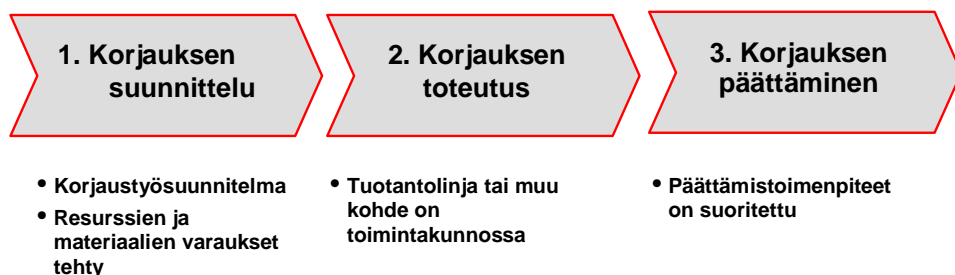 1. Korjauksen
suunnittelu
2. Korjauksen
toteutus
3. Korjauksen
päättäminen
• Korjaustyösuunnitelma
• Resurssien ja
materiaalien varaukset
tehty
• Tuotantolinja tai muu
kohde on
toimintakunnossa
• Päättämistoimenpiteet
on suoritettu